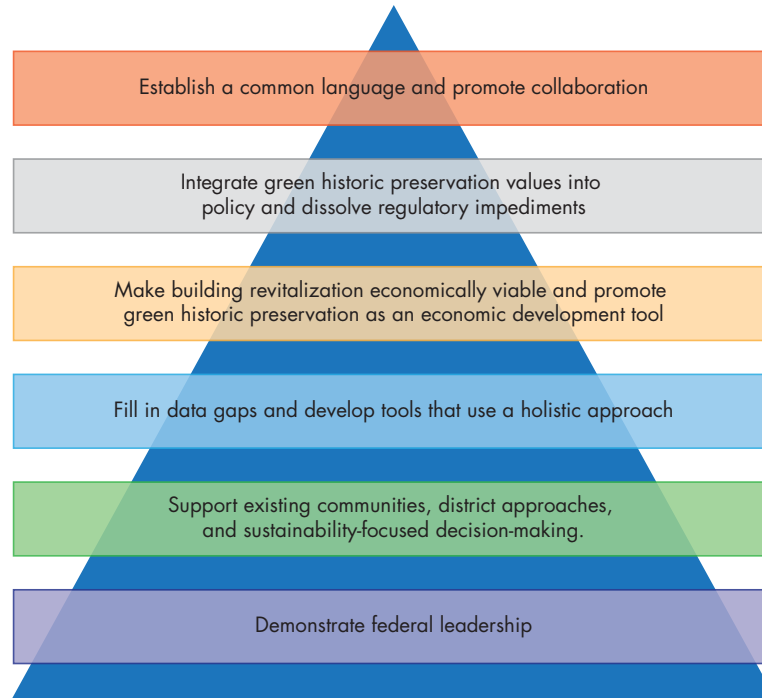 Establish a common language and promote collaboration
Integrate green historic preservation values into
policy and dissolve regulatory impediments
Make building revitalization economically viable and promote
green historic preservation as an economic development tool
Fill in data gaps and develop tools that use a holistic approach
Support existing communities, district approaches,
and sustainability-focused decision-making.
Demonstrate federal leadership